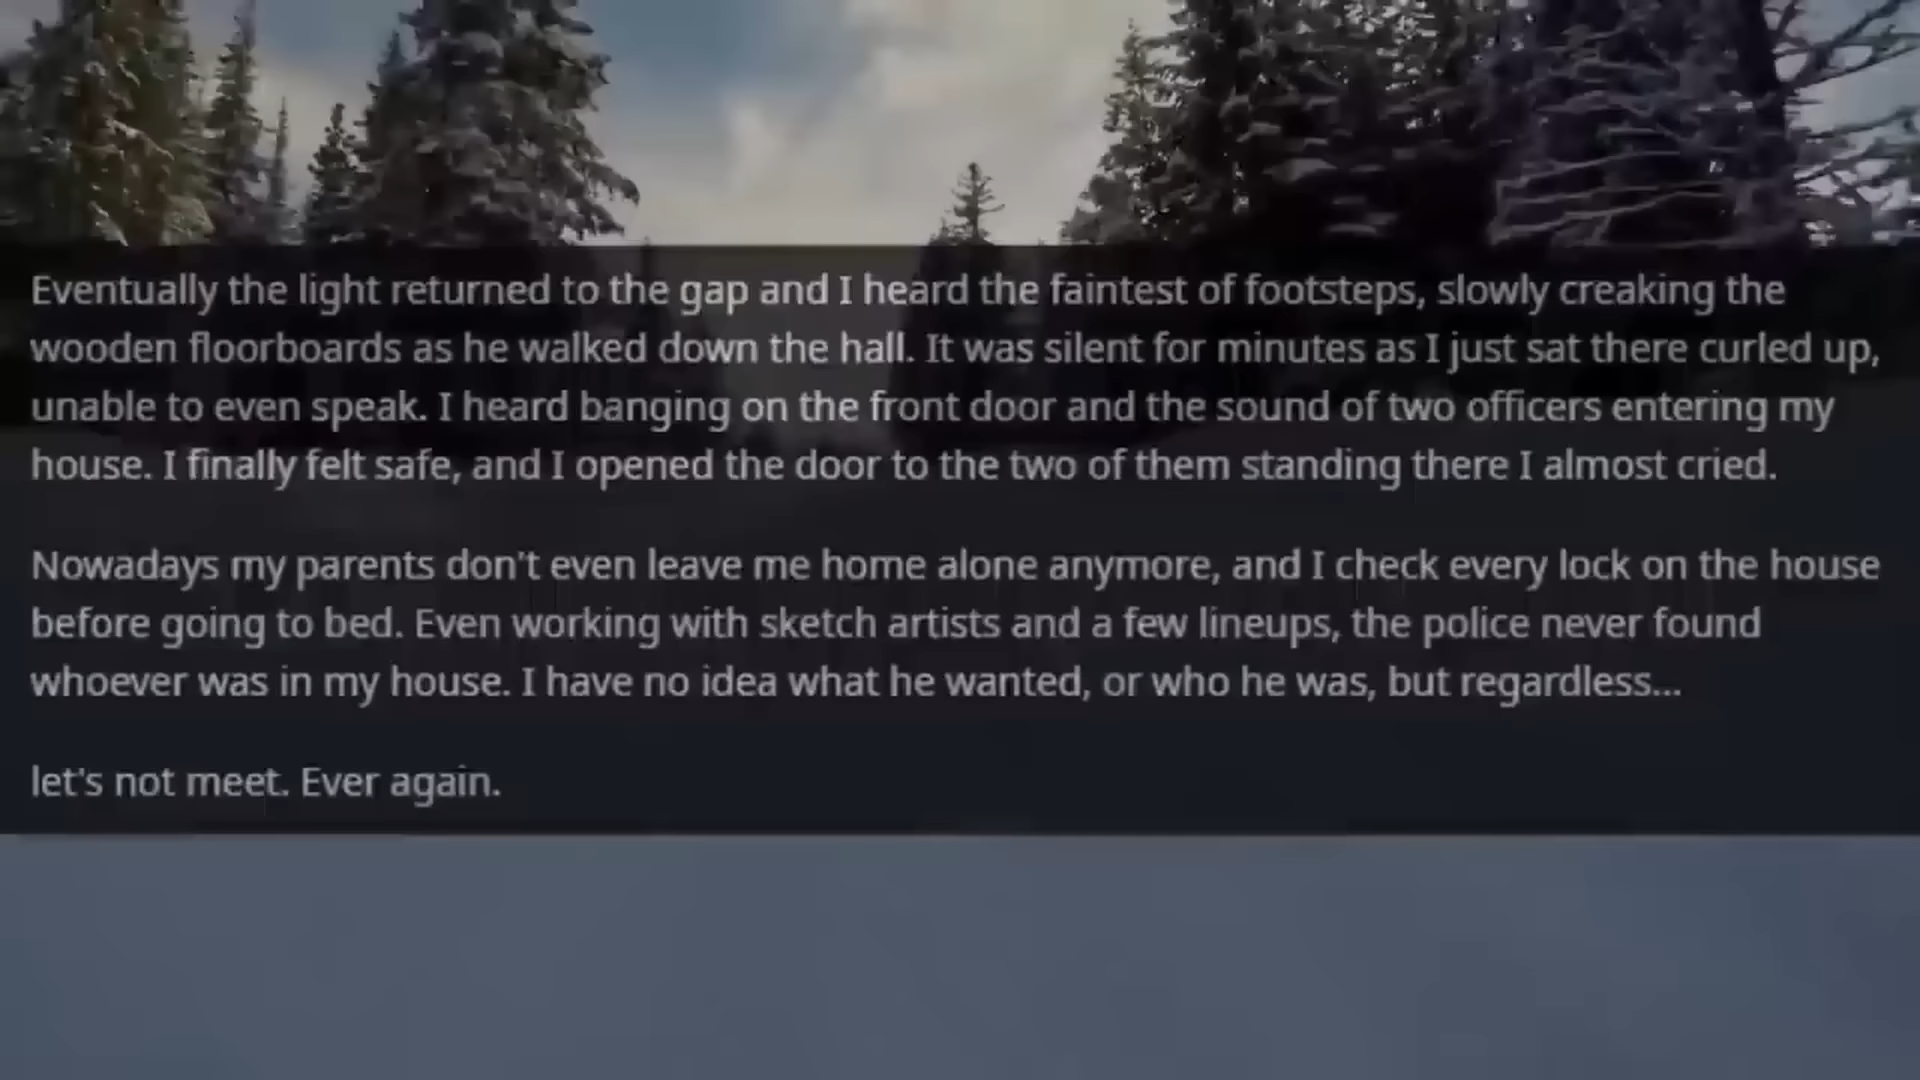 Eventually the light returned to the gap and I heard the faintest of footsteps, slowly creaking the
wooden floorboards as he walked down the hall. It was silent for minutes as I just sat there curled up,
unable to even speak. I heard banging on the front door and the sound of two officers entering my
house. I finally felt safe, and I opened the door to the two of them standing there I almost cried.
Nowadays my parents don't even leave me home alone anymore, and I check every lock on the house
before going to bed. Even working with sketch artists and a few lineups, the police never found
whoever was in my house. I have no idea what he wanted, or who he was, but regardless...
let's not meet. Ever again.